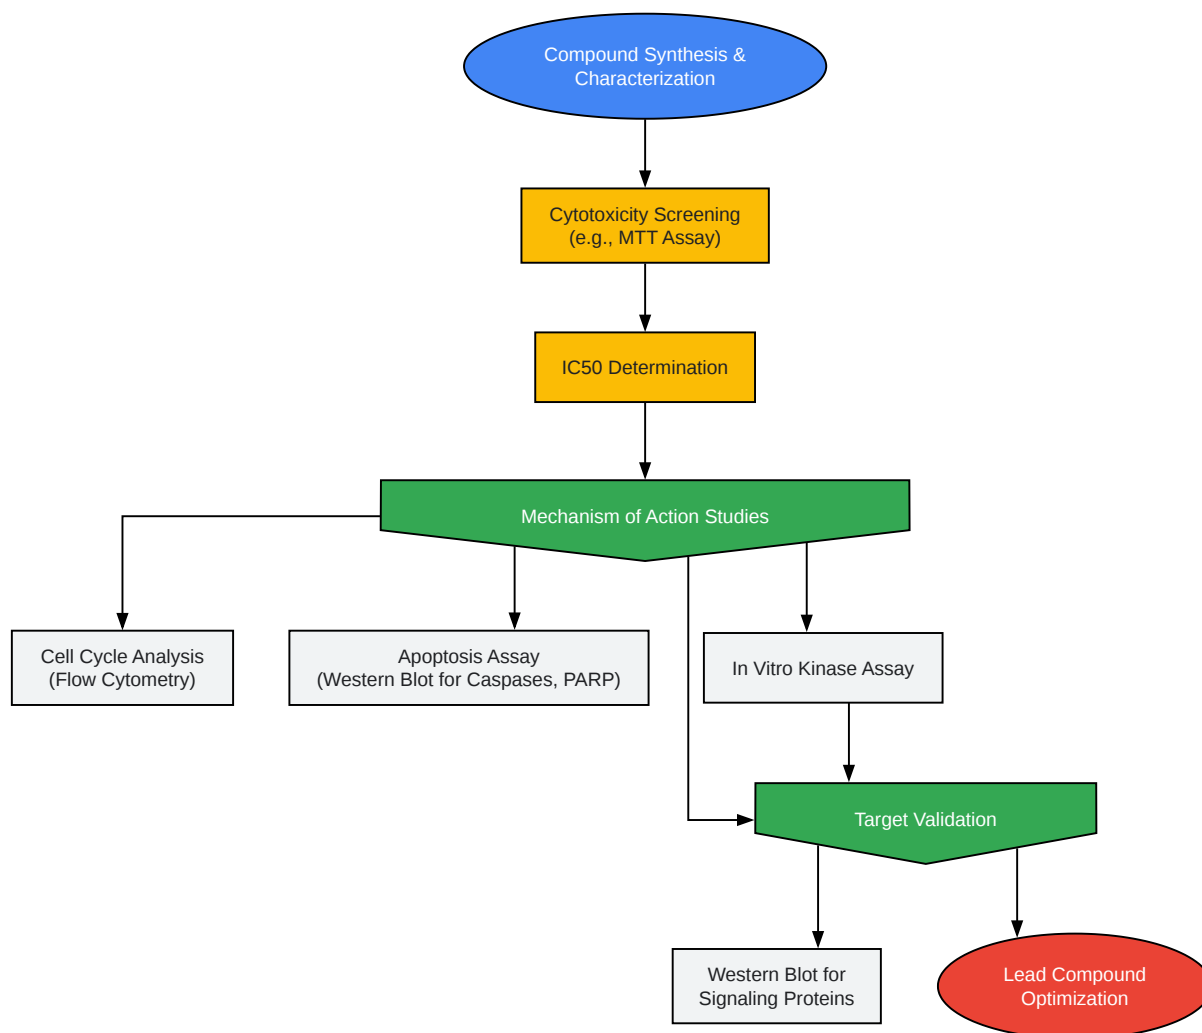 Compound Synthesis &
Characterization
Cytotoxicity Screening
(e.g., MTT Assay)
IC50 Determination
Mechanism of Action Studies
Cell Cycle Analysis
(Flow Cytometry)
Apoptosis Assay
(Western Blot for Caspases, PARP)
In Vitro Kinase Assay
Target Validation
Western Blot for
Signaling Proteins
Lead Compound
Optimization